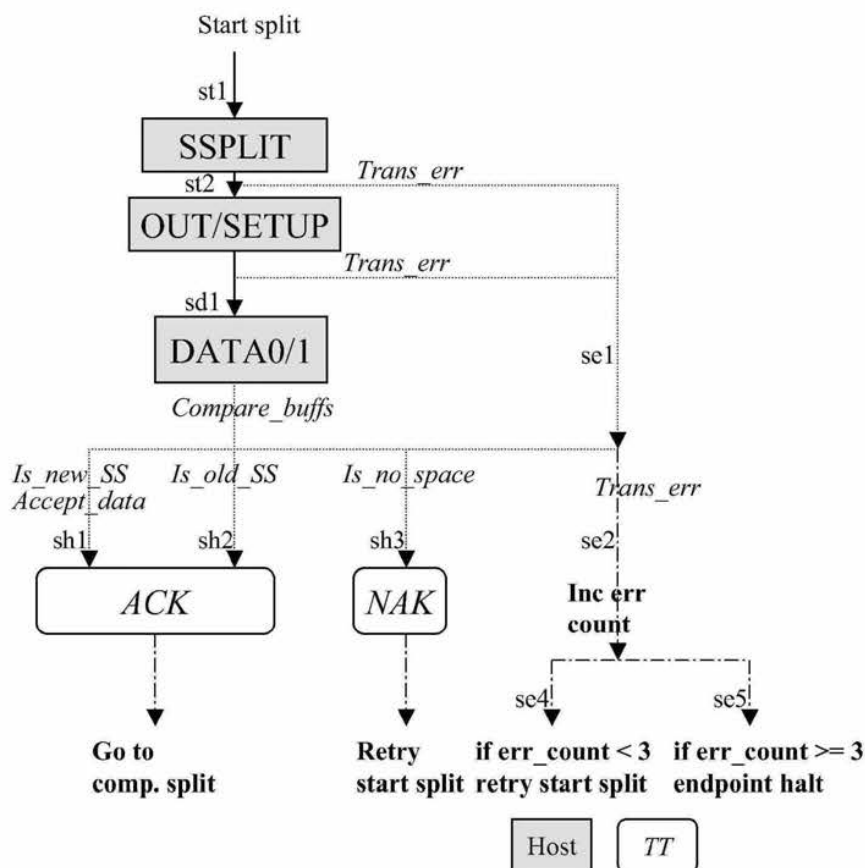 Start split
st1
SSPLIT
st2
Trans_err
OUT/SETUP
Trans_err
sd1
DATA0/1
se1
Compare_buffs
Is_new_SS
Accept_data
Is_old_SS
Is_no_space
Trans_err
sh1
sh2
sh3
se2
ACK
NAK
Inc err
count
se4
se5
Go to
comp. split
Retry
start split
if err_count < 3
retry start split
if err_count >= 3
endpoint halt
Host
TT